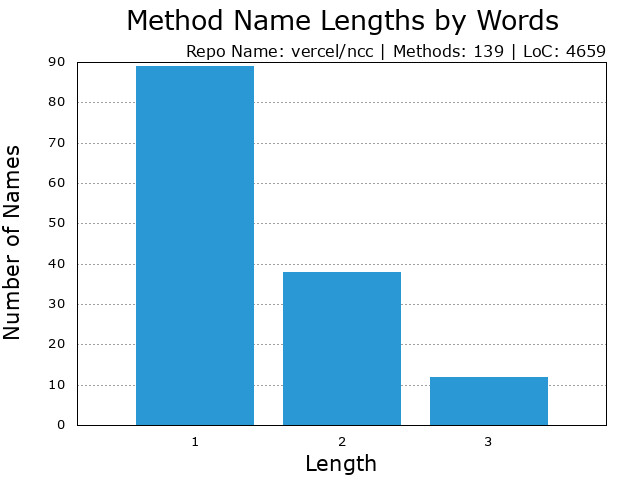 Method Name Lengths by Words
Repo Name: vercel/ncc | Methods: 139 | LoC: 4659
Number of Names
90
80
70
60
50
40
30
20
10
0
1 2 3
Length